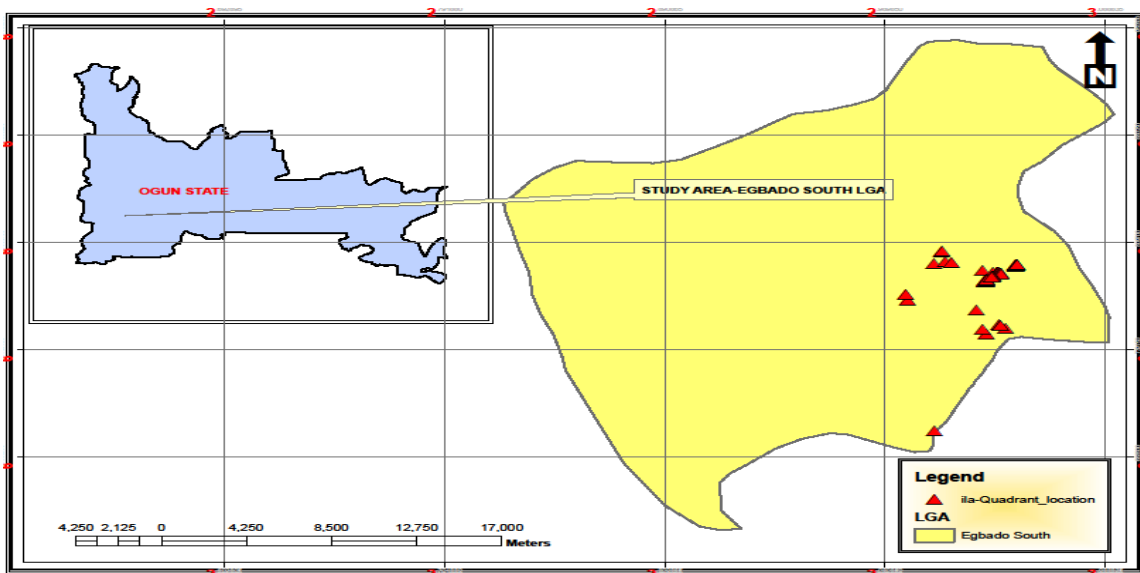 N
OGUN STATE
STUDY AREA-EGBADO SOUTH LGA
Legend
ila-Quadrant_location
LGA
Egbado South
4,250 2,125 0 4,250 8,500 12,750 17,000
Meters